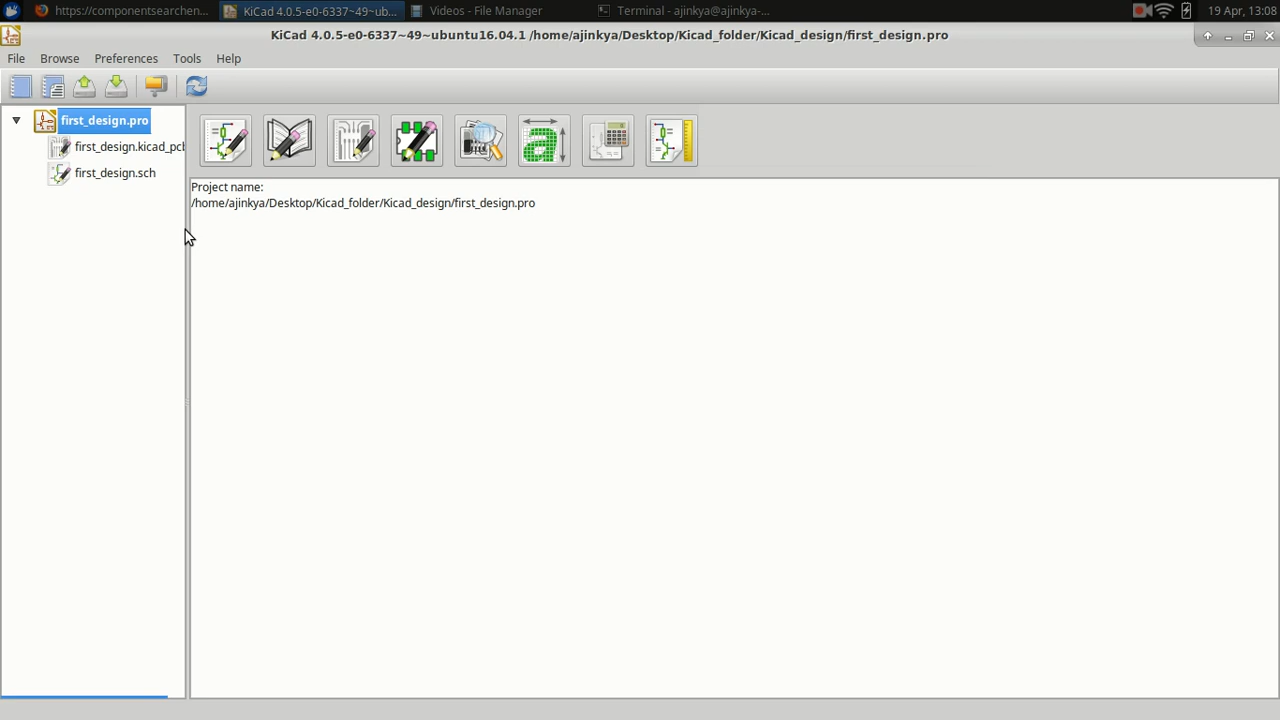 https://componentsearchen...
KiCad 4.0.5-e0-6337~49~ub...
Videos - File Manager
Terminal - ajinkya@ajinkya-...
19 Apr, 13:08
KiCad 4.0.5-e0-6337~49~ubuntu16.04.1 /home/ajinkya/Desktop/Kicad_folder/Kicad_design/first_design.pro
File Browse Preferences Tools Help
first_design.pro
first_design.kicad_pcb
first_design.sch
a
Project name:
/home/ajinkya/Desktop/Kicad_folder/Kicad_design/first_design.pro